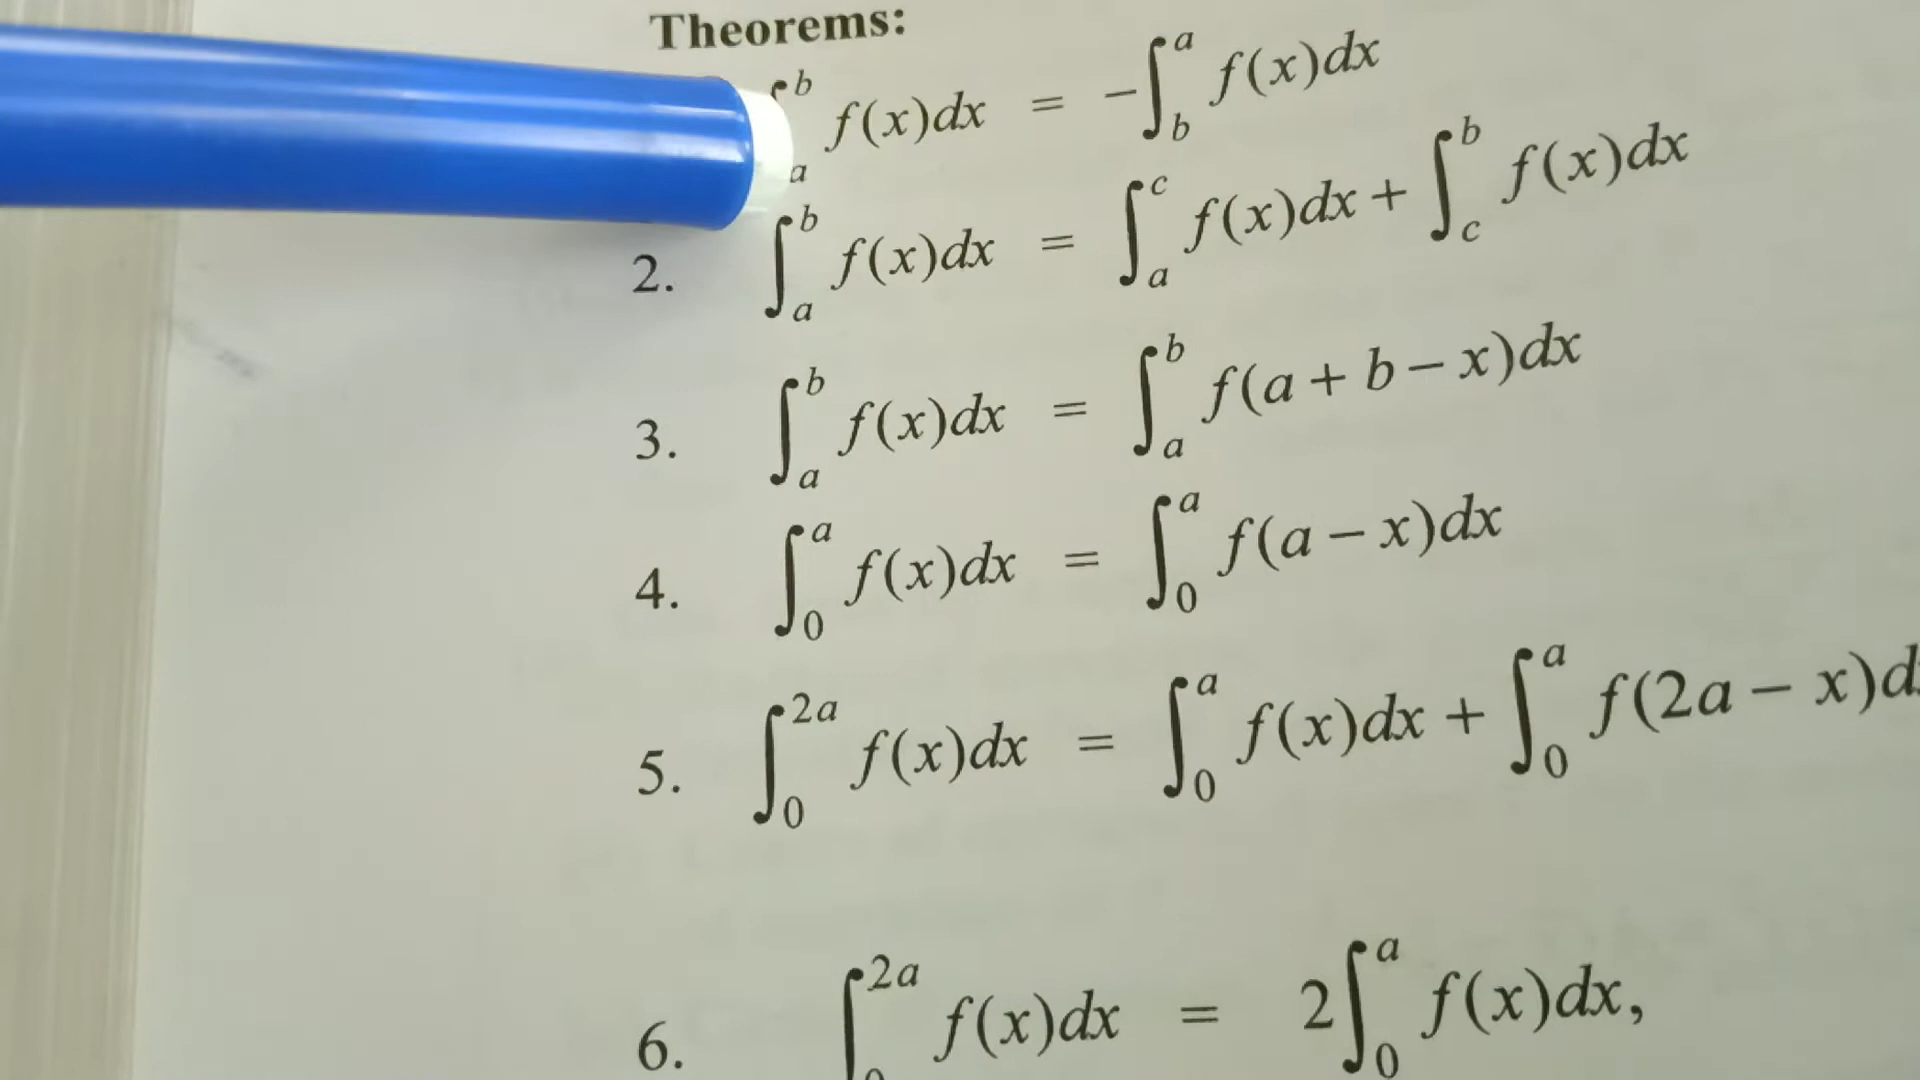 Theorems:
∫_a^b f(x)dx = -∫_b^a f(x)dx
2. ∫_a^b f(x)dx = ∫_a^c f(x)dx + ∫_c^b f(x)dx
3. ∫_a^b f(x)dx = ∫_a^b f(a + b - x)dx
4. ∫_0^a f(x)dx = ∫_0^a f(a - x)dx
5. ∫_0^{2a} f(x)dx = ∫_0^a f(x)dx + ∫_0^a f(2a - x)d
6. ∫_0^{2a} f(x)dx = 2∫_0^a f(x)dx,